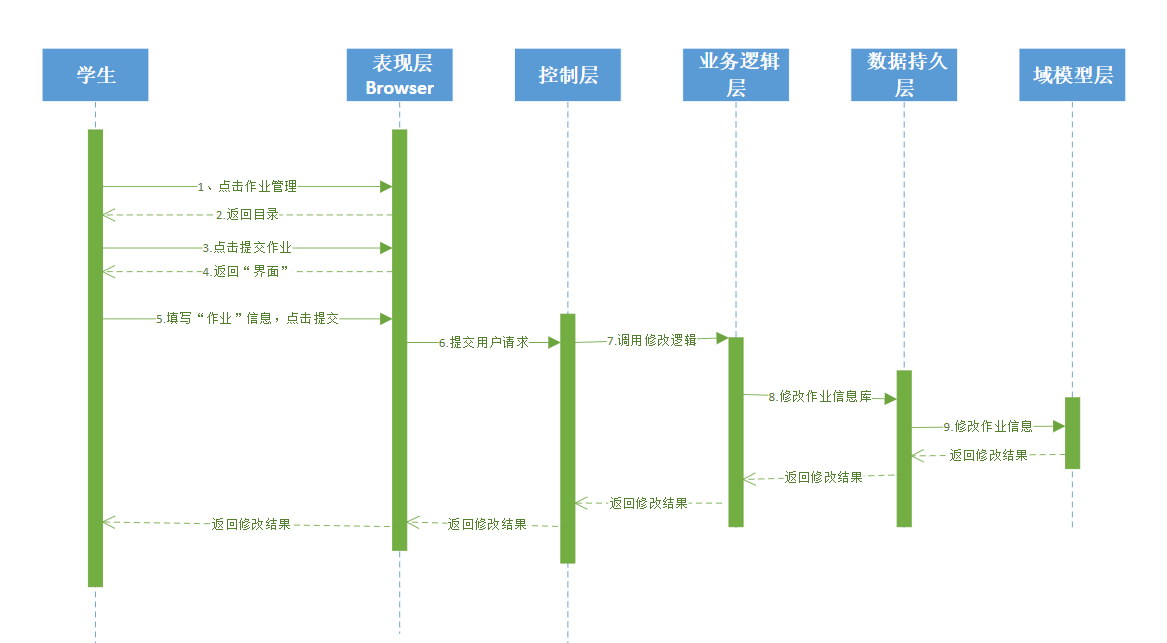 学生
表现层
Browser
控制层
业务逻辑
层
数据持久
层
域模型层
1、点击作业管理
2.返回目录
3.点击提交作业
4.返回“界面”
5.填写“作业”信息，点击提交
6.提交用户请求
7.调用修改逻辑
8.修改作业信息库
9.修改作业信息
返回修改结果
返回修改结果
返回修改结果
返回修改结果
返回修改结果